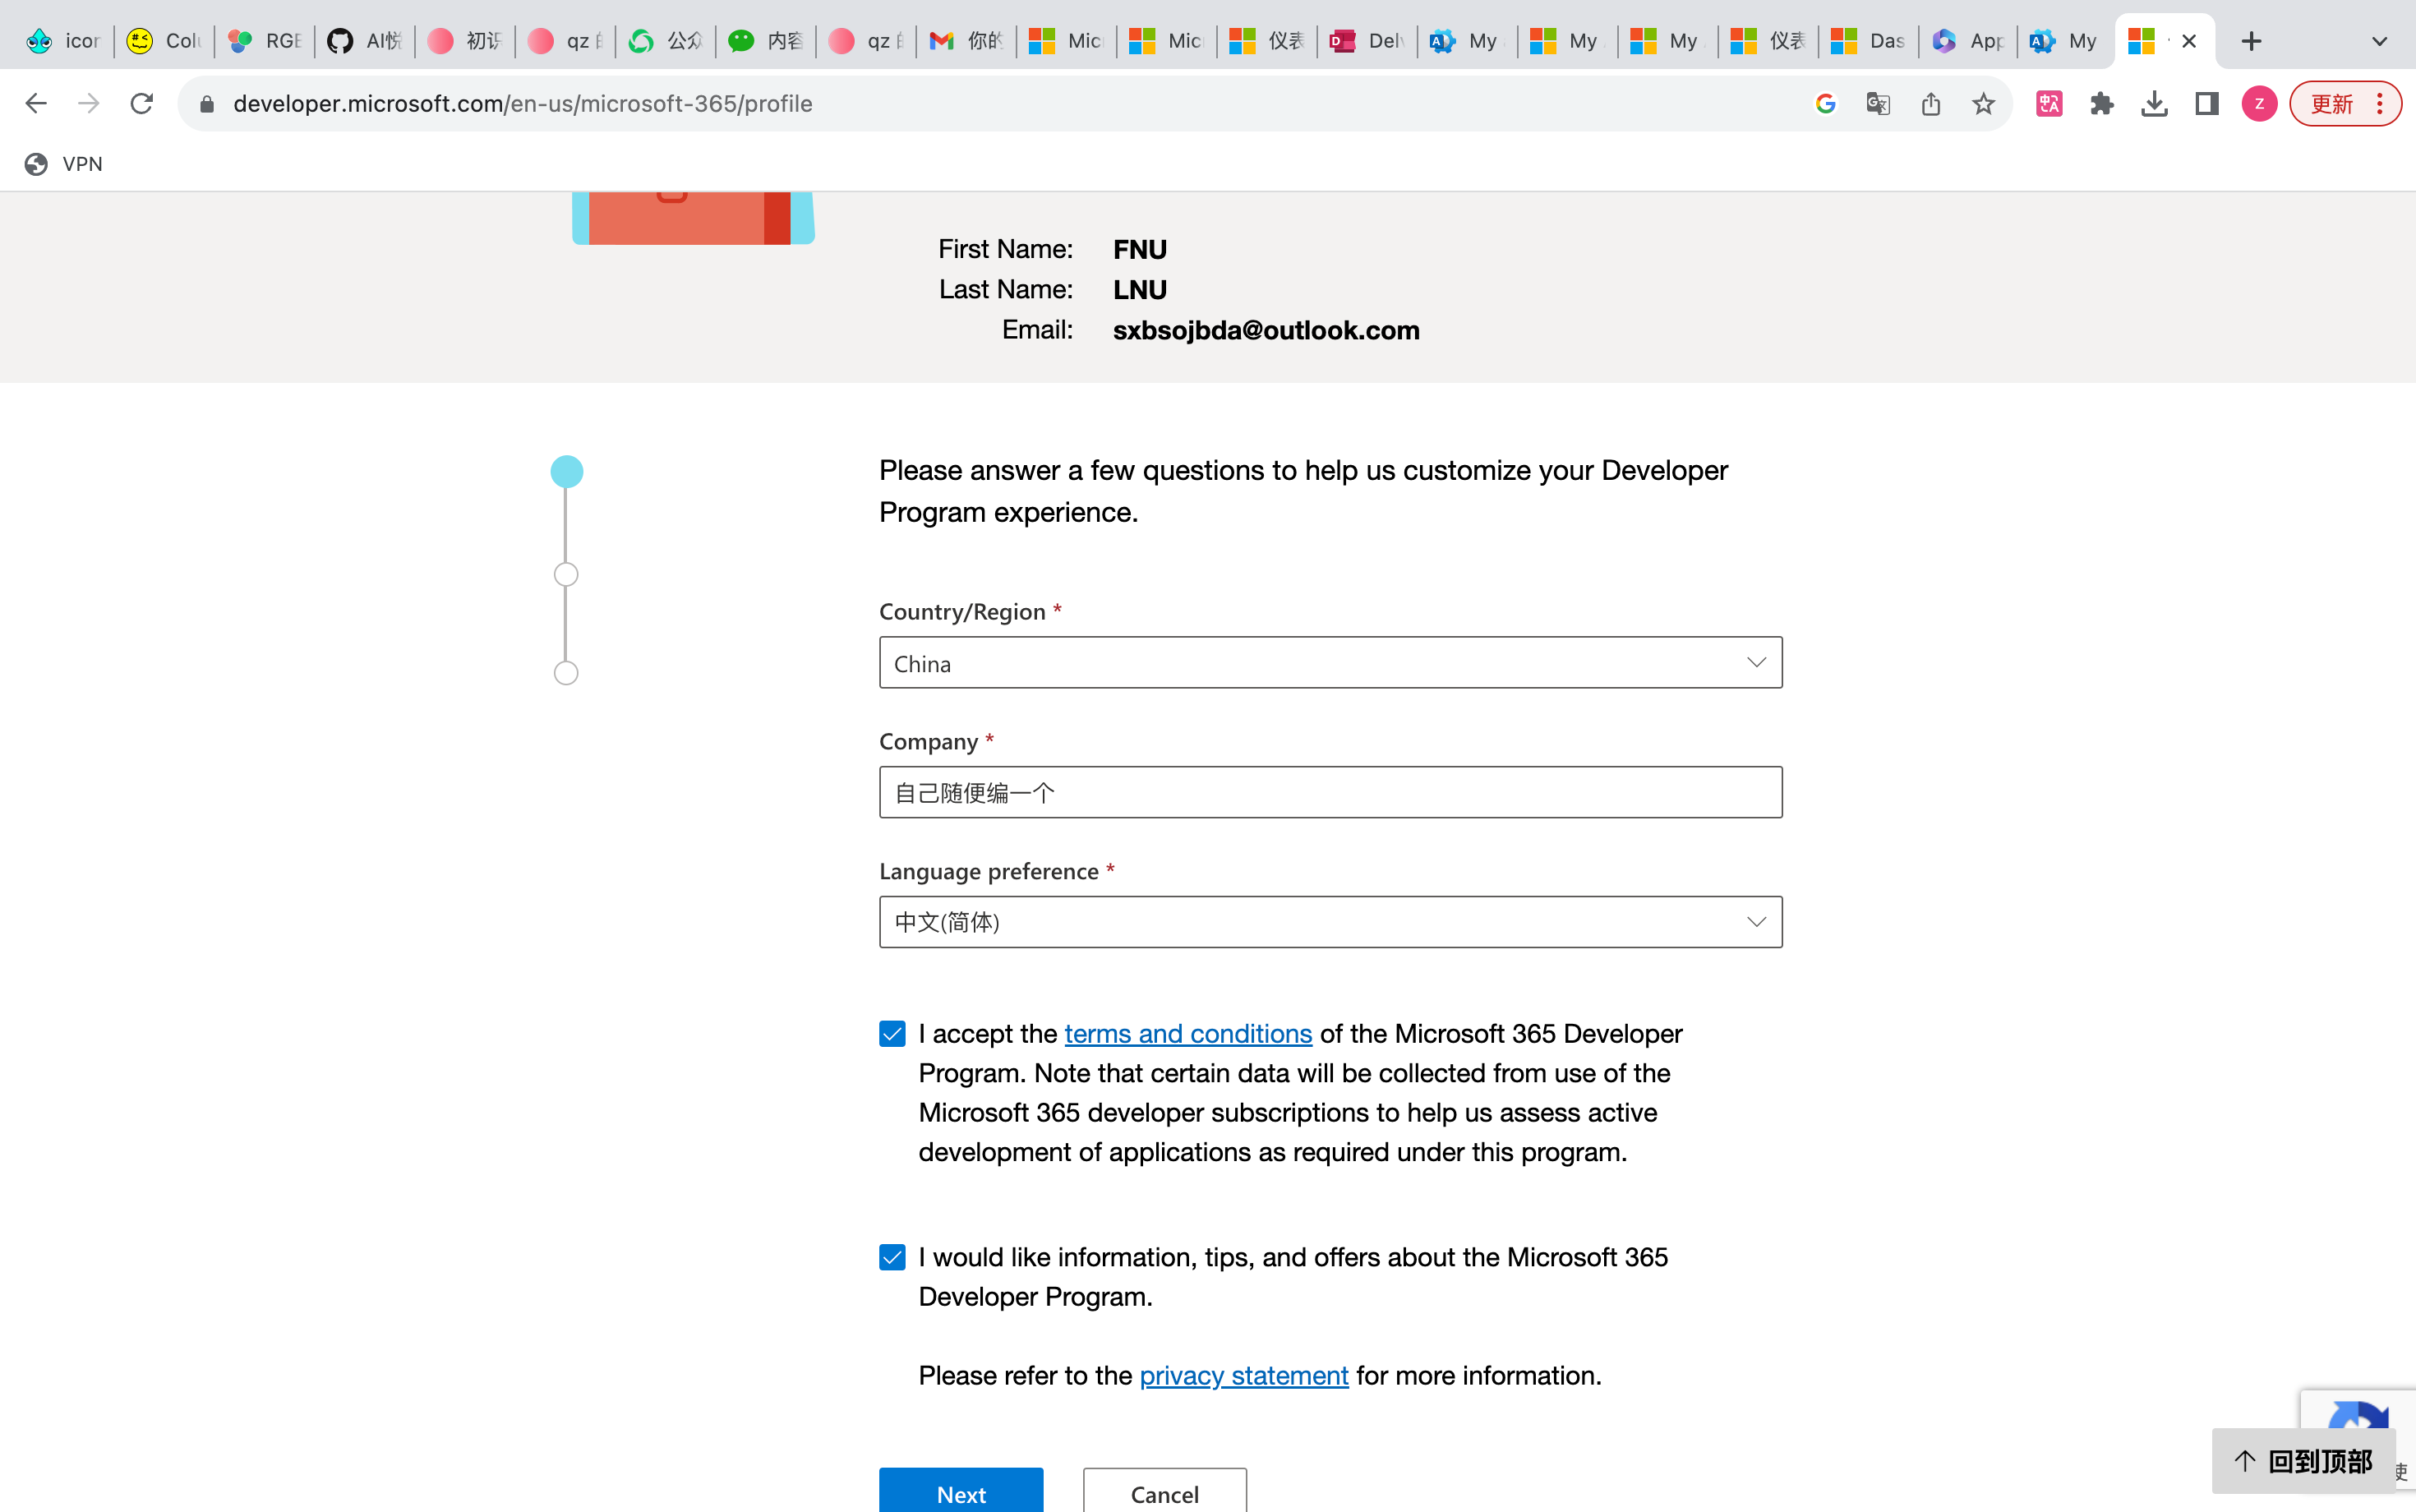 icor Col RGE AI悦 初识 qz 公众 内容 qz 你的 Mic Mic 仪表 Del My My My 仪表 Das App My
developer.microsoft.com/en-us/microsoft-365/profile
Z
更新
VPN
First Name: FNU
Last Name: LNU
Email: sxbsojbda@outlook.com
Please answer a few questions to help us customize your Developer
Program experience.
Country/Region *
China
Company *
自己随便编一个
Language preference *
中文(简体)
I accept the terms and conditions of the Microsoft 365 Developer
Program. Note that certain data will be collected from use of the
Microsoft 365 developer subscriptions to help us assess active
development of applications as required under this program.
I would like information, tips, and offers about the Microsoft 365
Developer Program.
Please refer to the privacy statement for more information.
Next Cancel
回到顶部